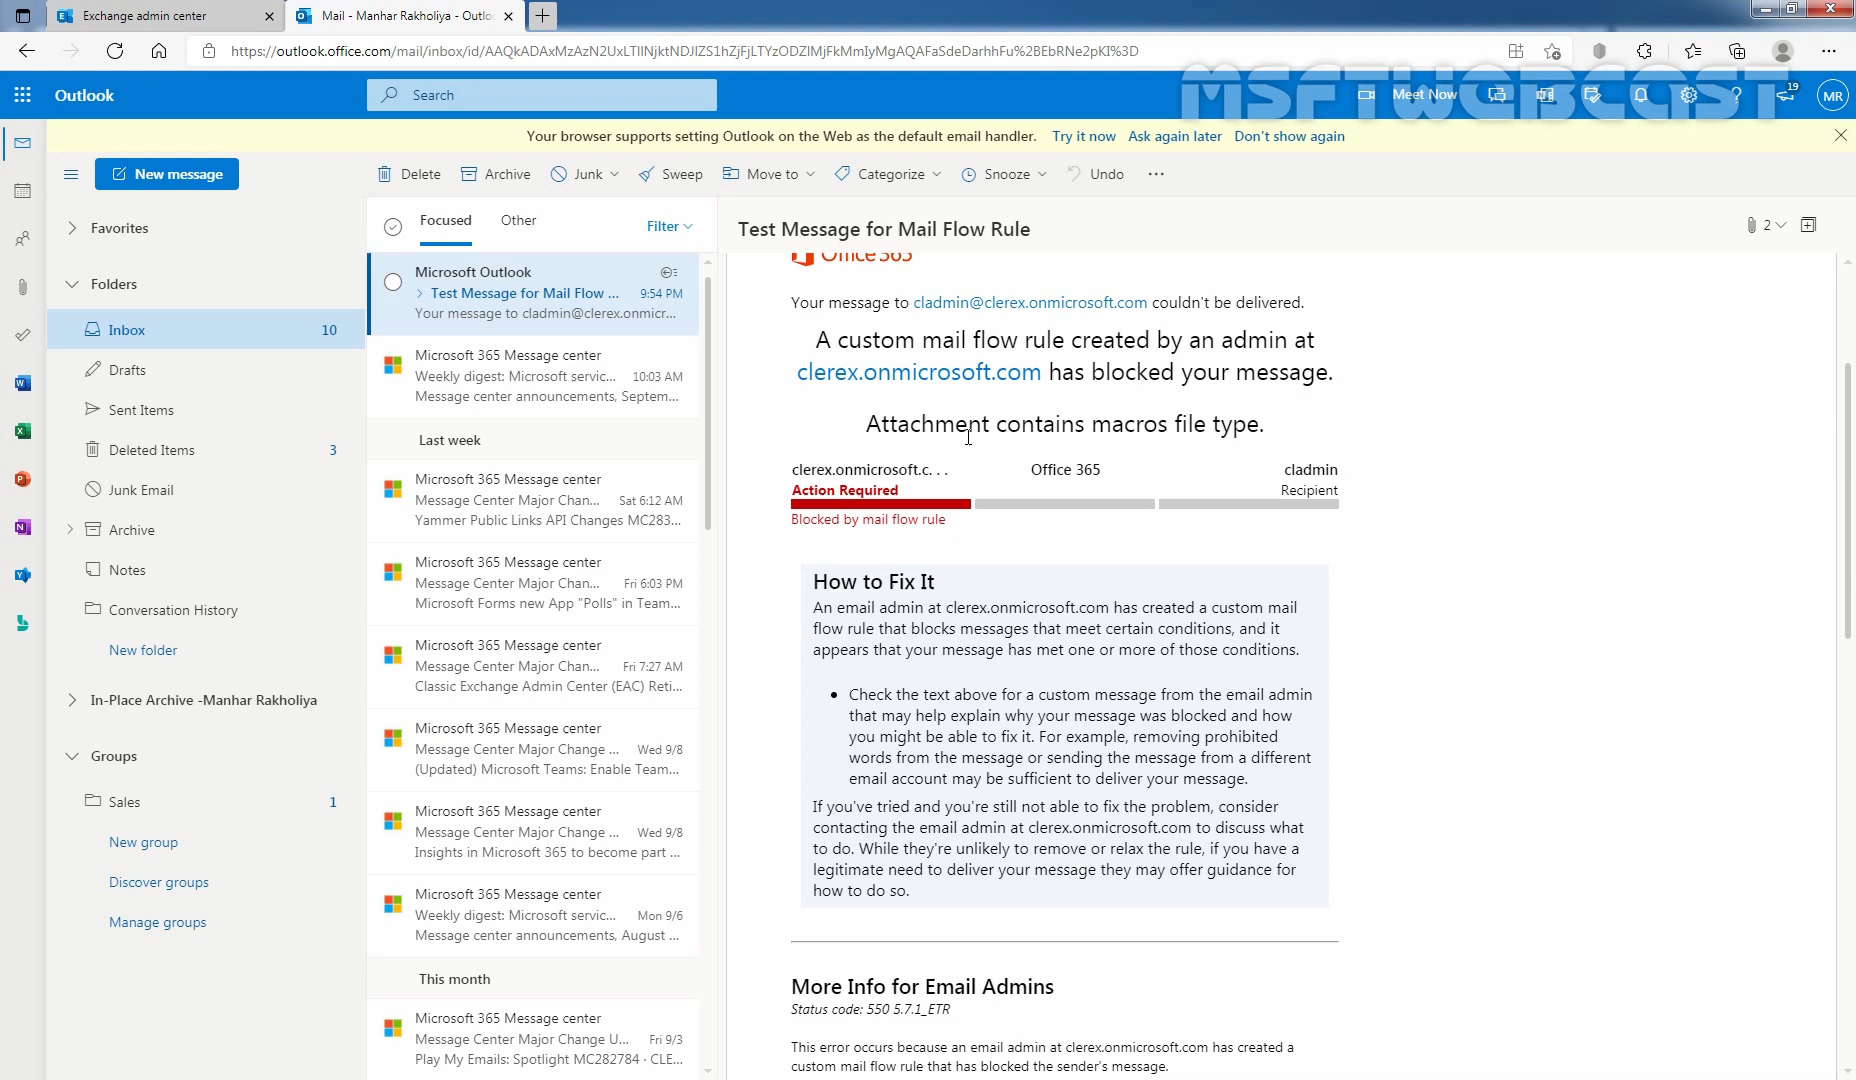 Exchange admin center
Mail - Manhar Rakholiya - Outlo
https://outlook.office.com/mail/inbox/id/AAQkADAxMzAzN2UxLTIINjktNDJIZS1hZjFjLTYzODZIMjFkMmIyMgAQAFaSdeDarhhFu%2BEbRNe2pKI%3D
MSFTWEBCAST
Outlook
Search
Meet Now
19
MR
Your browser supports setting Outlook on the Web as the default email handler. Try it now Ask again later Don't show again
New message
Delete Archive Junk Sweep Move to Categorize Snooze Undo
Favorites
Folders
Inbox 10
Drafts
Sent Items
Deleted Items 3
Junk Email
Archive
Notes
Conversation History
New folder
In-Place Archive -Manhar Rakholiya
Groups
Sales 1
New group
Discover groups
Manage groups
Focused Other Filter
Microsoft Outlook
Test Message for Mail Flow ... 9:54 PM
Your message to cladmin@clerex.onmicr...
Microsoft 365 Message center
Weekly digest: Microsoft servic... 10:03 AM
Message center announcements, Septem...
Last week
Microsoft 365 Message center
Message Center Major Chan... Sat 6:12 AM
Yammer Public Links API Changes MC283...
Microsoft 365 Message center
Message Center Major Chan... Fri 6:03 PM
Microsoft Forms new App "Polls" in Team...
Microsoft 365 Message center
Message Center Major Chan... Fri 7:27 AM
Classic Exchange Admin Center (EAC) Reti...
Microsoft 365 Message center
Message Center Major Change ... Wed 9/8
(Updated) Microsoft Teams: Enable Team...
Microsoft 365 Message center
Message Center Major Change ... Wed 9/8
Insights in Microsoft 365 to become part ...
Microsoft 365 Message center
Weekly digest: Microsoft servic... Mon 9/6
Message center announcements, August ...
This month
Microsoft 365 Message center
Message Center Major Change U... Fri 9/3
Play My Emails: Spotlight MC282784 · CLE...
Test Message for Mail Flow Rule
2
Office 365
Your message to cladmin@clerex.onmicrosoft.com couldn't be delivered.
A custom mail flow rule created by an admin at
clerex.onmicrosoft.com has blocked your message.
Attachment contains macros file type.
clerex.onmicrosoft.c. . . Office 365 cladmin
Action Required Recipient
Blocked by mail flow rule
How to Fix It
An email admin at clerex.onmicrosoft.com has created a custom mail
flow rule that blocks messages that meet certain conditions, and it
appears that your message has met one or more of those conditions.
• Check the text above for a custom message from the email admin
that may help explain why your message was blocked and how
you might be able to fix it. For example, removing prohibited
words from the message or sending the message from a different
email account may be sufficient to deliver your message.
If you've tried and you're still not able to fix the problem, consider
contacting the email admin at clerex.onmicrosoft.com to discuss what
to do. While they're unlikely to remove or relax the rule, if you have a
legitimate need to deliver your message they may offer guidance for
how to do so.
More Info for Email Admins
Status code: 550 5.7.1_ETR
This error occurs because an email admin at clerex.onmicrosoft.com has created a
custom mail flow rule that has blocked the sender's message.